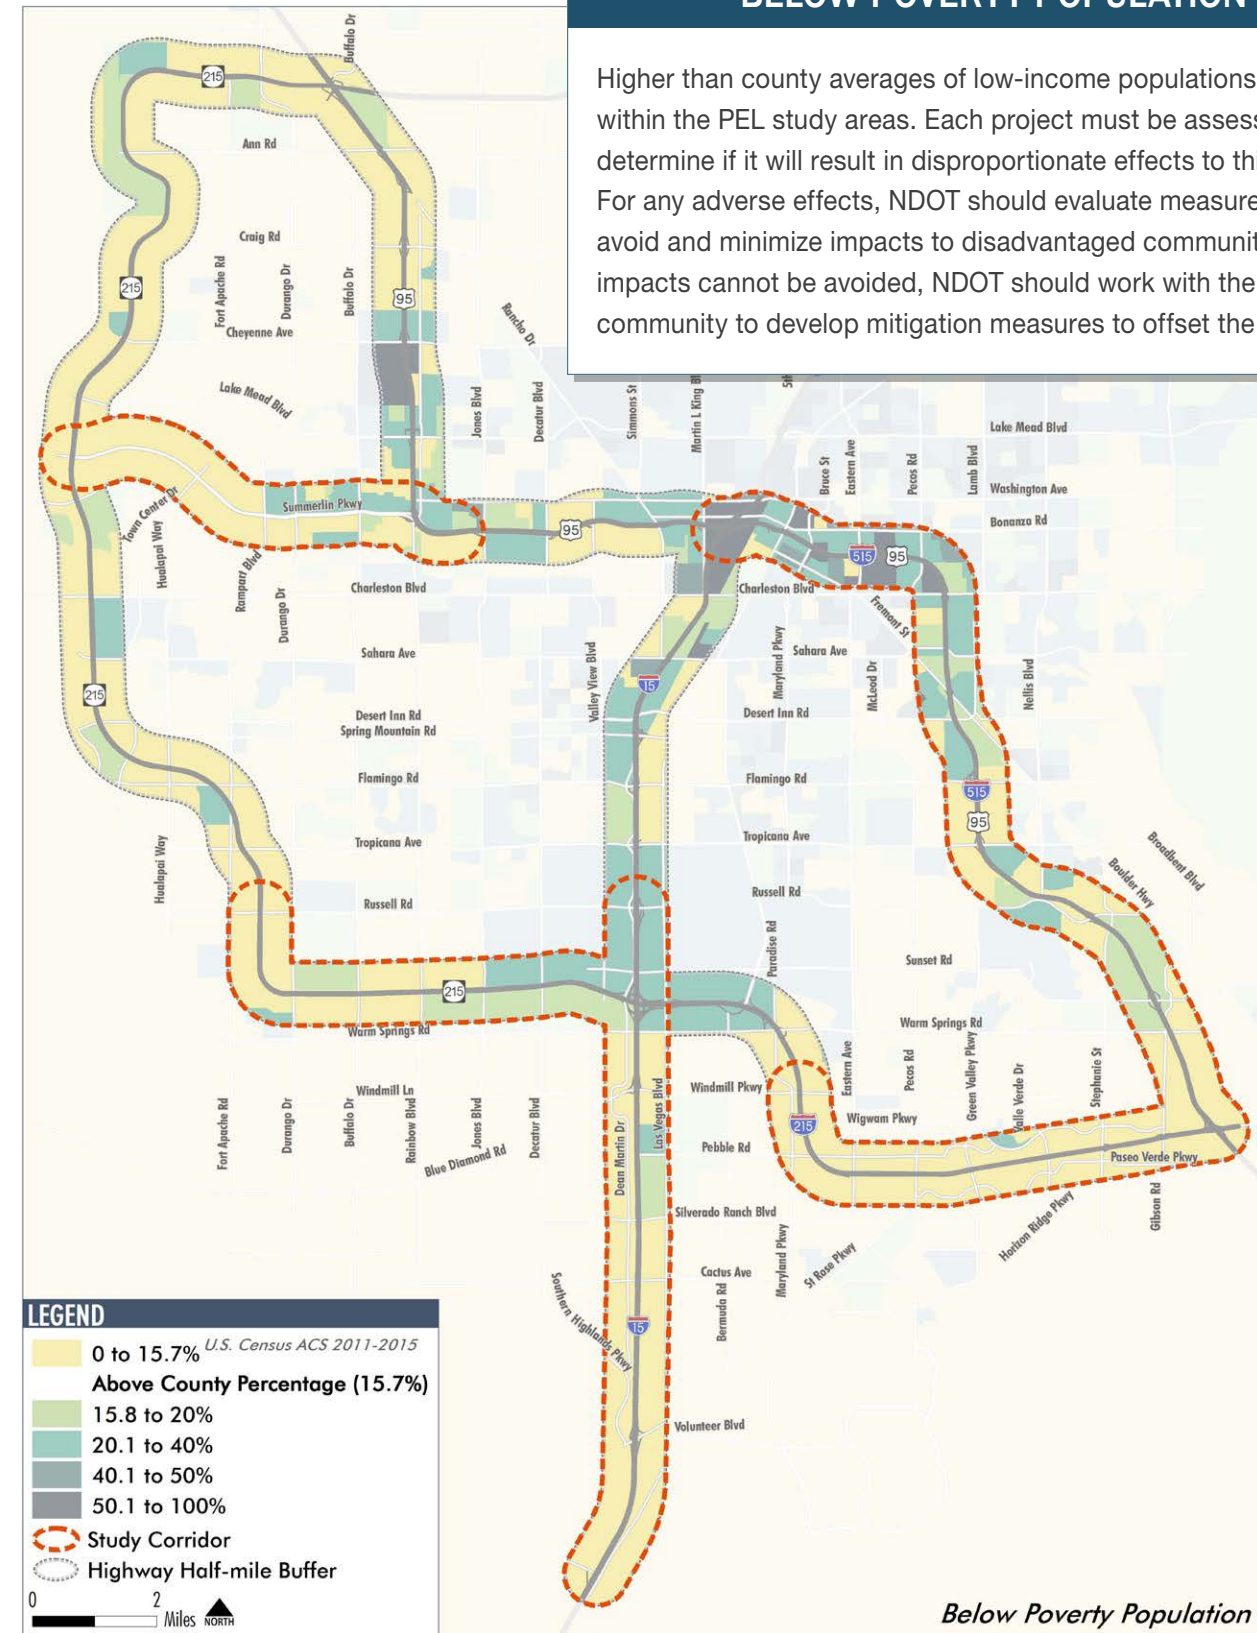 BELOW POVERTY POPULATION
Higher than county averages of low-income populations
within the PEL study areas. Each project must be assess
determine if it will result in disproportionate effects to thi
For any adverse effects, NDOT should evaluate measure
avoid and minimize impacts to disadvantaged communit
impacts cannot be avoided, NDOT should work with the
community to develop mitigation measures to offset the
Buffalo Dr
215
Ann Rd
Craig Rd
215
Fort Apache Rd
Durango Dr
Buffalo Dr
95
Cheyenne Ave
Rancho Dr
Lake Mead Blvd
Jones Blvd
Decatur Blvd
Simmons St
Martin L King Bl
5th
Lake Mead Blvd
Bruce St
Eastern Ave
Pecos Rd
Lamb Blvd
Washington Ave
Town Center Dr
Summerlin Pkwy
95
Bonanza Rd
515
95
Hualapai Way
Rampart Blvd
Durango Dr
Charleston Blvd
Charleston Blvd
Fremont St
Sahara Ave
Valley View Blvd
Maryland Pkwy
Sahara Ave
McLeod Dr
Nellis Blvd
215
15
Desert Inn Rd
Spring Mountain Rd
Desert Inn Rd
Flamingo Rd
Flamingo Rd
515
95
Hualapai Way
Tropicana Ave
Tropicana Ave
Broadbent Blvd
Boulder Hwy
Russell Rd
Russell Rd
Paradise Rd
Sunset Rd
215
Warm Springs Rd
Warm Springs Rd
Fort Apache Rd
Durango Dr
Buffalo Dr
Windmill Ln
Rainbow Blvd
Jones Blvd
Decatur Blvd
Blue Diamond Rd
Dean Martin Dr
Las Vegas Blvd
Windmill Pkwy
Eastern Ave
Pecos Rd
Green Valley Pkwy
Valle Verde Dr
Stephanie St
215
Wigwam Pkwy
Pebble Rd
Paseo Verde Pkwy
Silverado Ranch Blvd
Maryland Pkwy
St Rose Pkwy
Horizon Ridge Pkwy
Gibson Rd
Cactus Ave
Bermuda Rd
Southern Highlands Pkwy
15
Volunteer Blvd
LEGEND
0 to 15.7% U.S. Census ACS 2011-2015
Above County Percentage (15.7%)
15.8 to 20%
20.1 to 40%
40.1 to 50%
50.1 to 100%
Study Corridor
Highway Half-mile Buffer
0 2 Miles NORTH
Below Poverty Population